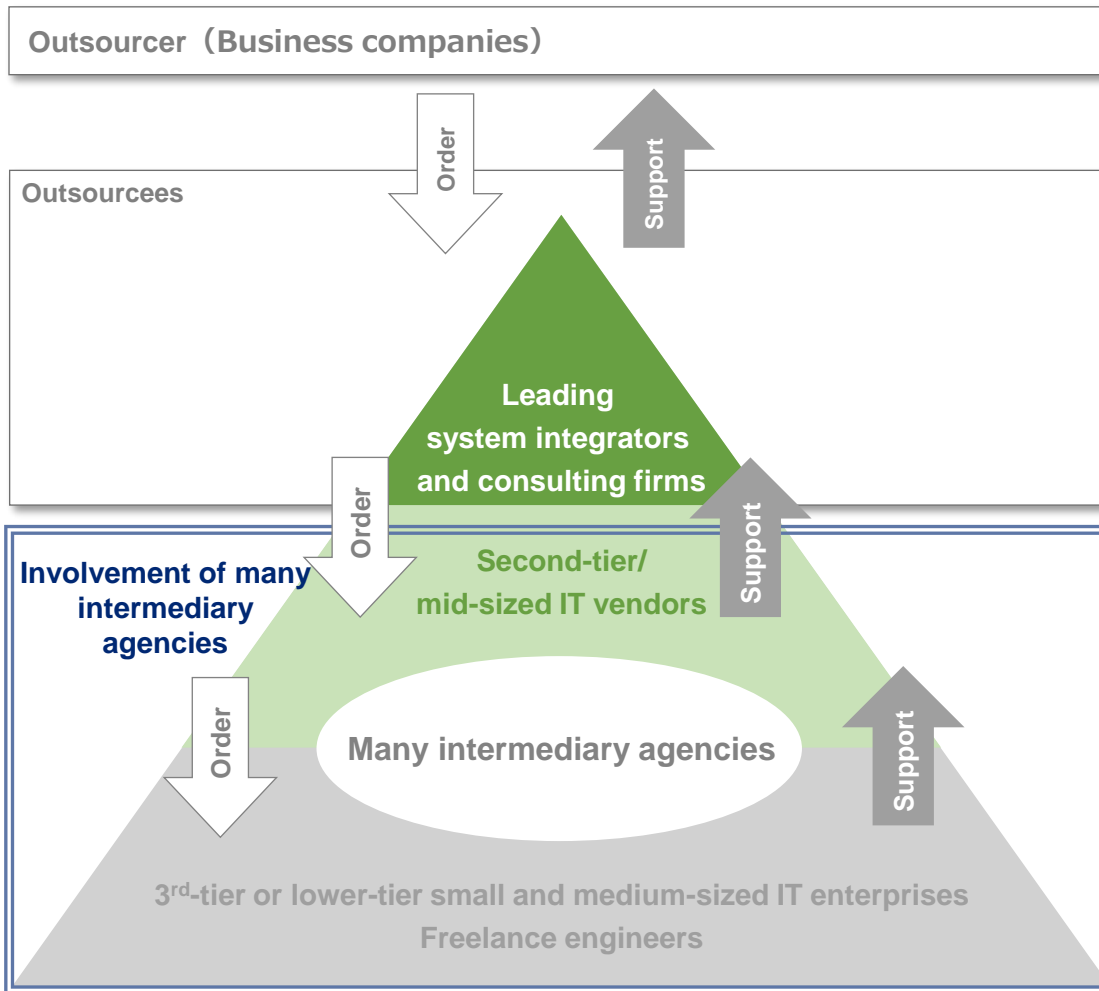 Outsourcer（Business companies）
Order
Support
Outsourcees
Leading
system integrators
and consulting firms
Order
Support
Involvement of many
intermediary
agencies
Second-tier/
mid-sized IT vendors
Order
Support
Many intermediary agencies
3rd-tier or lower-tier small and medium-sized IT enterprises
Freelance engineers